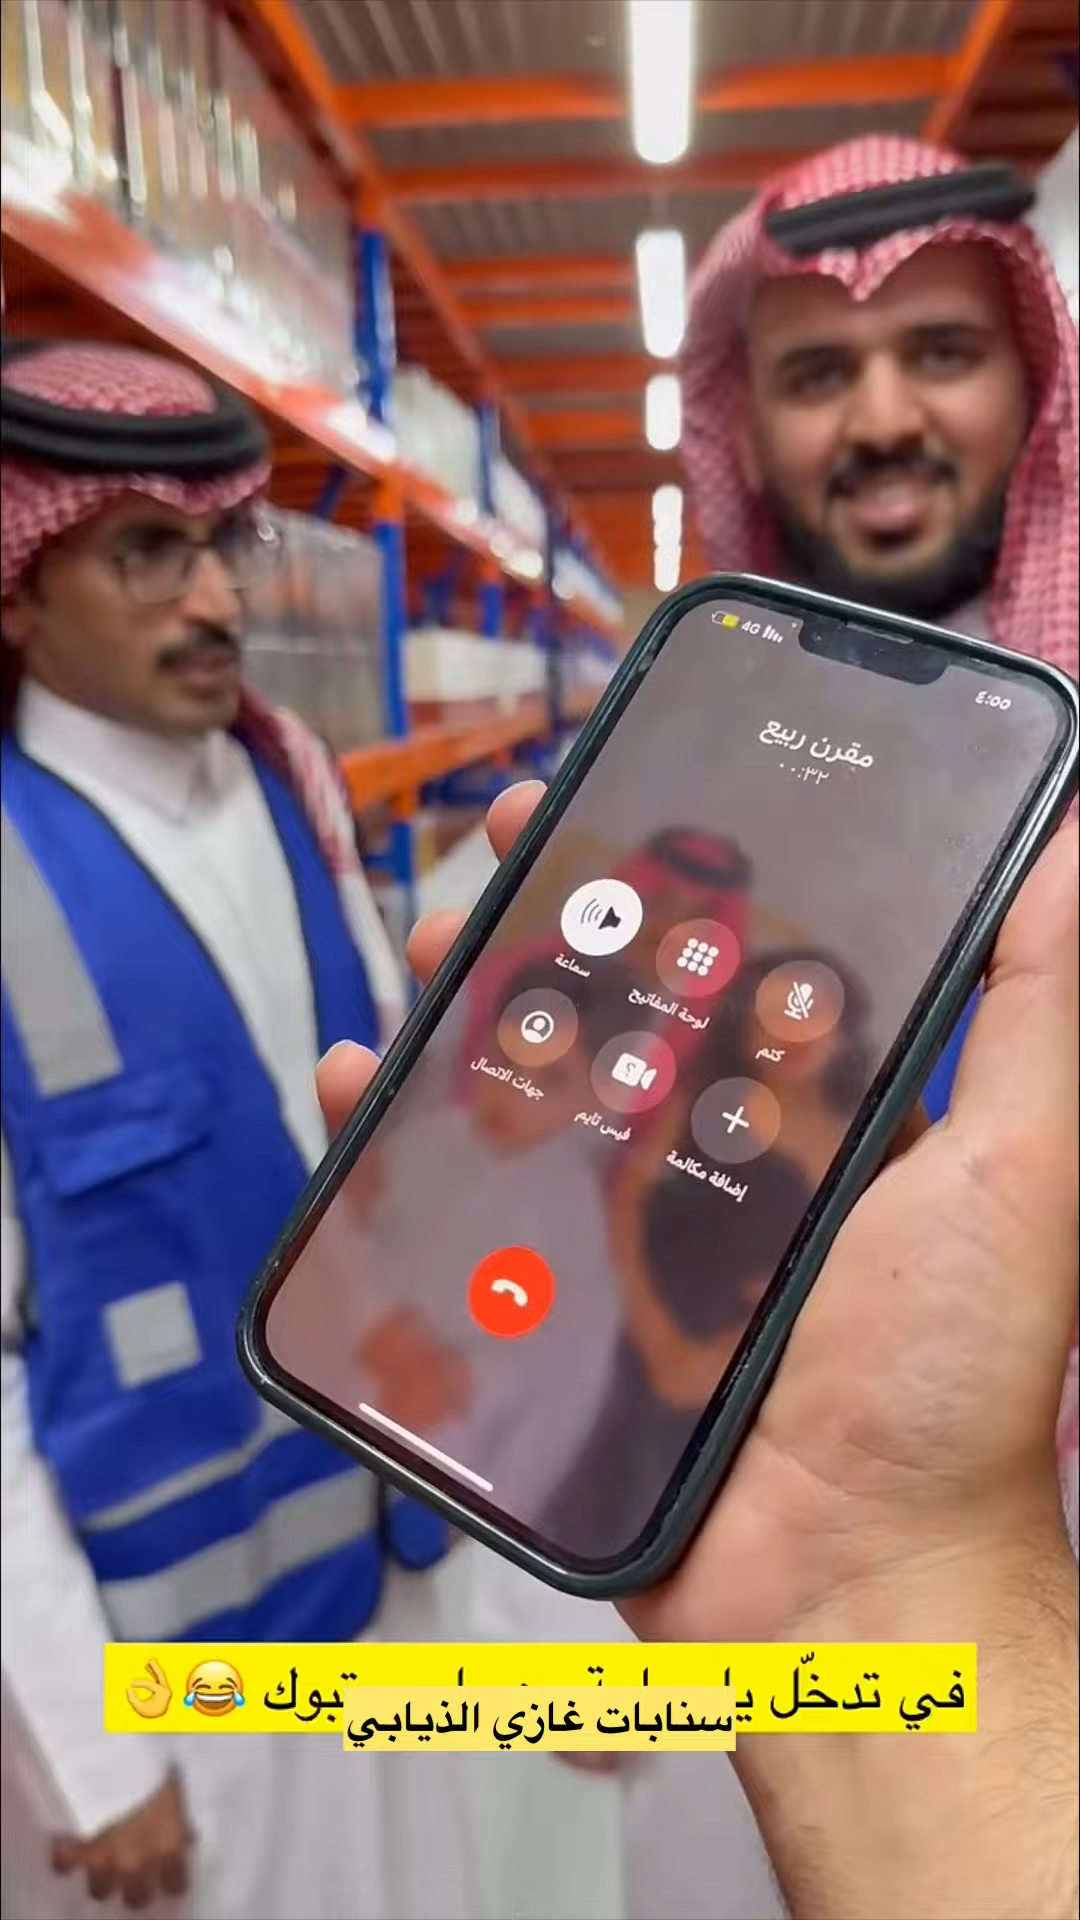 4G
٤:٥٥
مقرن ربيع
٠٠:٣٢
سماعة
لوحة المفاتيح
كتم
جهات الاتصال
فيس تايم
إضافة مكالمة
في تدخّل تبوك 😂👌
سنابات غازي الذيابي